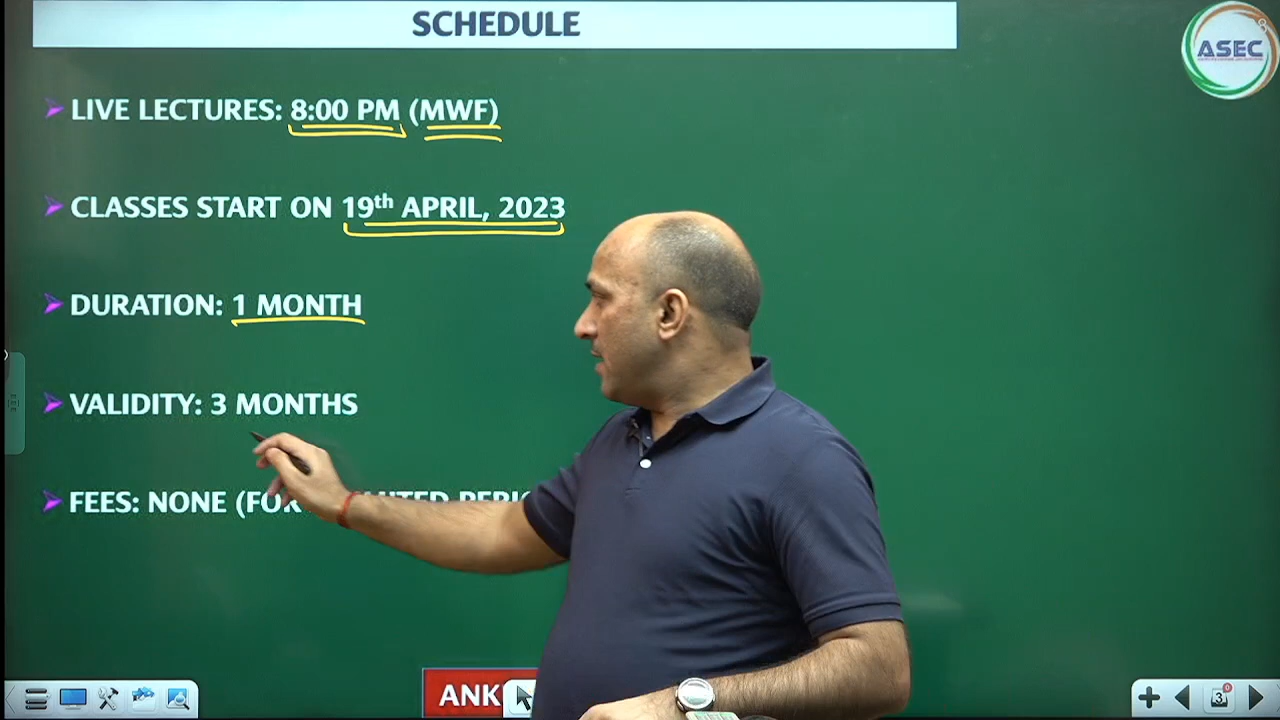 SCHEDULE
ASEC
➤ LIVE LECTURES: 8:00 PM (MWF)
➤ CLASSES START ON 19th APRIL, 2023
➤ DURATION: 1 MONTH
➤ VALIDITY: 3 MONTHS
➤ FEES: NONE (FOR
ANK
3